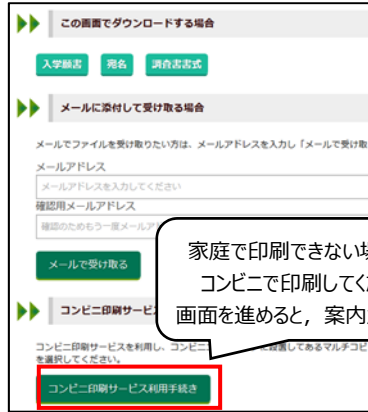 この画面でダウンロードする場合
入学願書 宛名 調査書書式
メールに添付して受け取る場合
メールでファイルを受け取りたい方は、メールアドレスを入力し「メールで受け取
メールアドレス
メールアドレスを入力してください
確認用メールアドレス
確認のためもう一度メールア
メールで受け取る
家庭で印刷できない場
コンビニで印刷してくだ
画面を進めると，案内
コンビニ印刷サービス
コンビニ印刷サービスを利用し、コンビニ に設置してあるマルチコピ
を選択してください。
コンビニ印刷サービス利用手続き